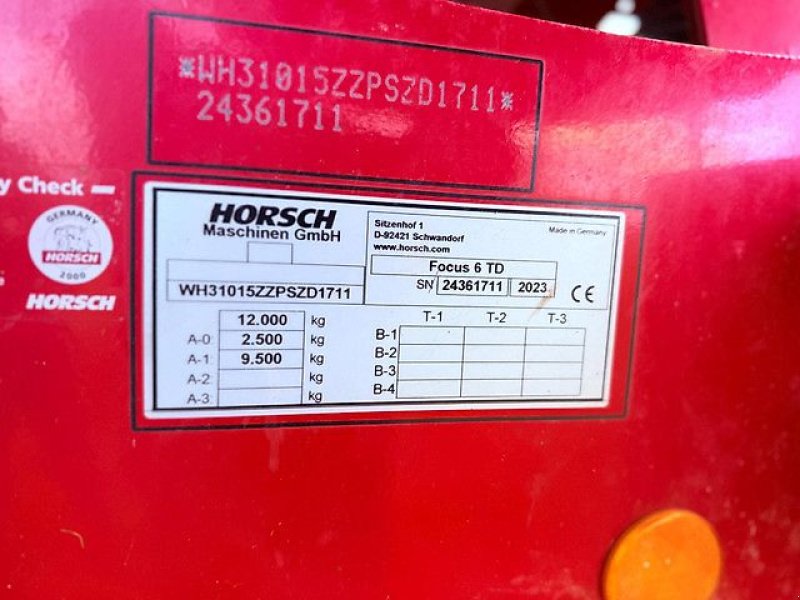 *WH31015ZZPSZD1711*
24361711
y Check
GERMANY
HORSCH
2000
HORSCH
HORSCH
Maschinen GmbH
Sitzenhof 1
D-92421 Schwandorf
www.horsch.com
Made in Germany
Focus 6 TD
WH31015ZZPSZD1711
SN 24361711 2023 CE
12.000 kg
A-0: 2.500 kg
A-1: 9.500 kg
A-2: kg
A-3: kg
T-1 T-2 T-3
B-1
B-2
B-3
B-4